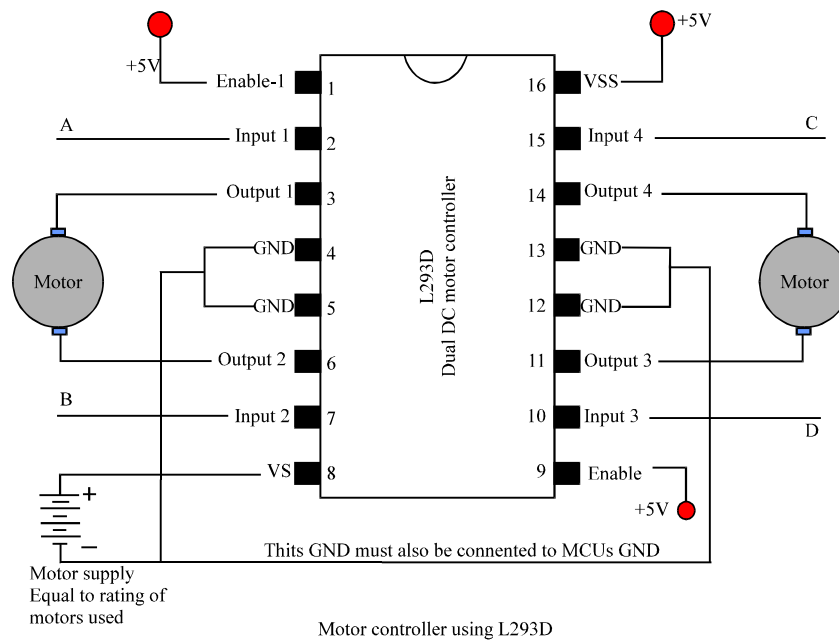 +5V
+5V
Enable-1
1
16
VSS
A
Input 1
2
15
Input 4
C
Output 1
3
14
Output 4
Motor
GND
4
13
GND
Motor
L293D
Dual DC motor controller
GND
5
12
GND
Output 2
6
11
Output 3
B
Input 2
7
10
Input 3
D
VS
8
9
Enable
+
+5V
–
Thits GND must also be connented to MCUs GND
Motor supply
Equal to rating of
motors used
Motor controller using L293D